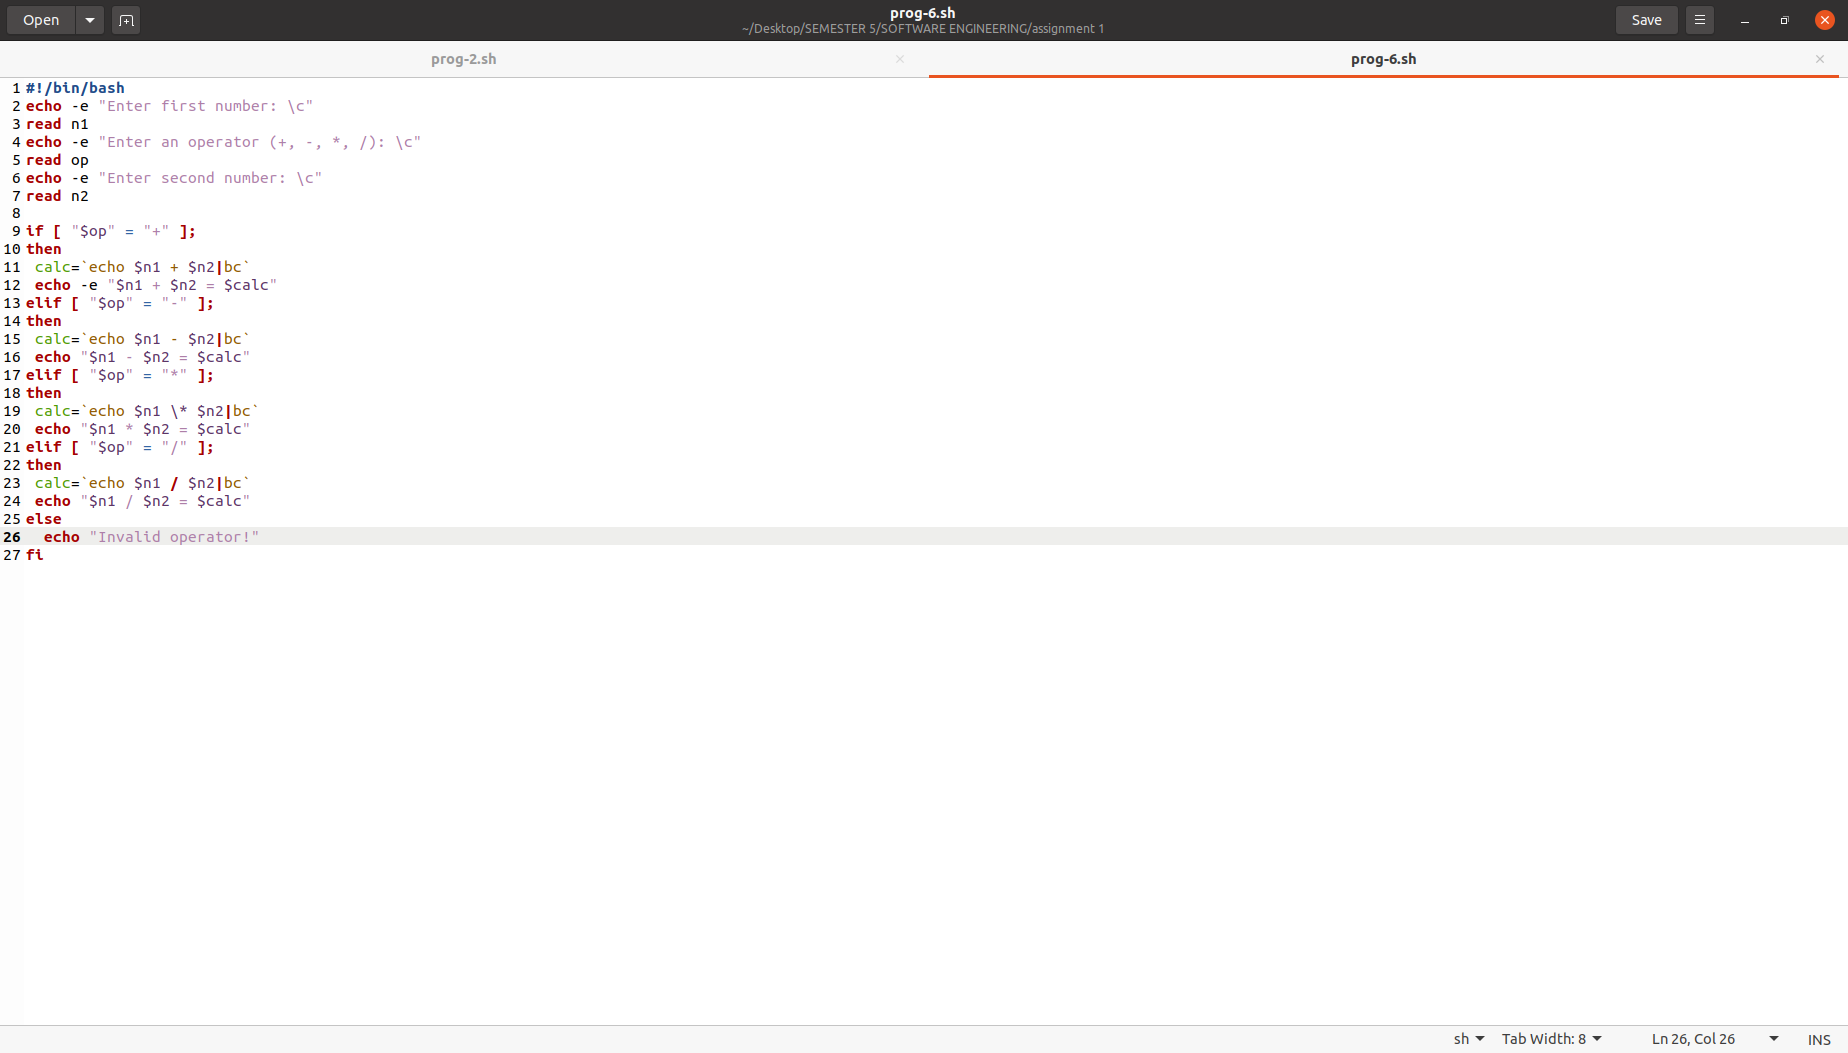 Open
prog-6.sh
~/Desktop/SEMESTER 5/SOFTWARE ENGINEERING/assignment 1
Save
prog-2.sh
prog-6.sh
1 #!/bin/bash
2 echo -e "Enter first number: \c"
3 read n1
4 echo -e "Enter an operator (+, -, *, /): \c"
5 read op
6 echo -e "Enter second number: \c"
7 read n2
8
9 if [ "$op" = "+" ];
10 then
11  calc=`echo $n1 + $n2|bc`
12  echo -e "$n1 + $n2 = $calc"
13 elif [ "$op" = "-" ];
14 then
15  calc=`echo $n1 - $n2|bc`
16  echo "$n1 - $n2 = $calc"
17 elif [ "$op" = "*" ];
18 then
19  calc=`echo $n1 \* $n2|bc`
20  echo "$n1 * $n2 = $calc"
21 elif [ "$op" = "/" ];
22 then
23  calc=`echo $n1 / $n2|bc`
24  echo "$n1 / $n2 = $calc"
25 else
26   echo "Invalid operator!"
27 fi
sh Tab Width: 8 Ln 26, Col 26 INS